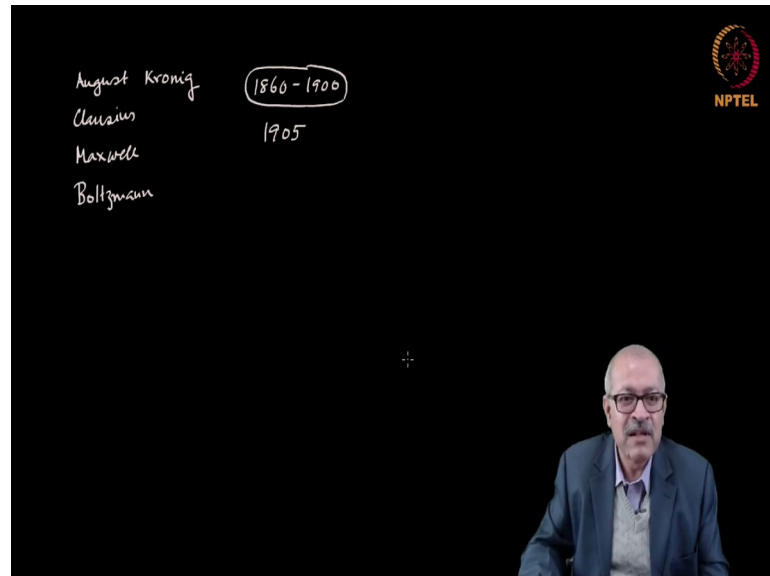 August Kronig
1860 - 1900
Clausius
1905
Maxwell
Boltzmann
NPTEL